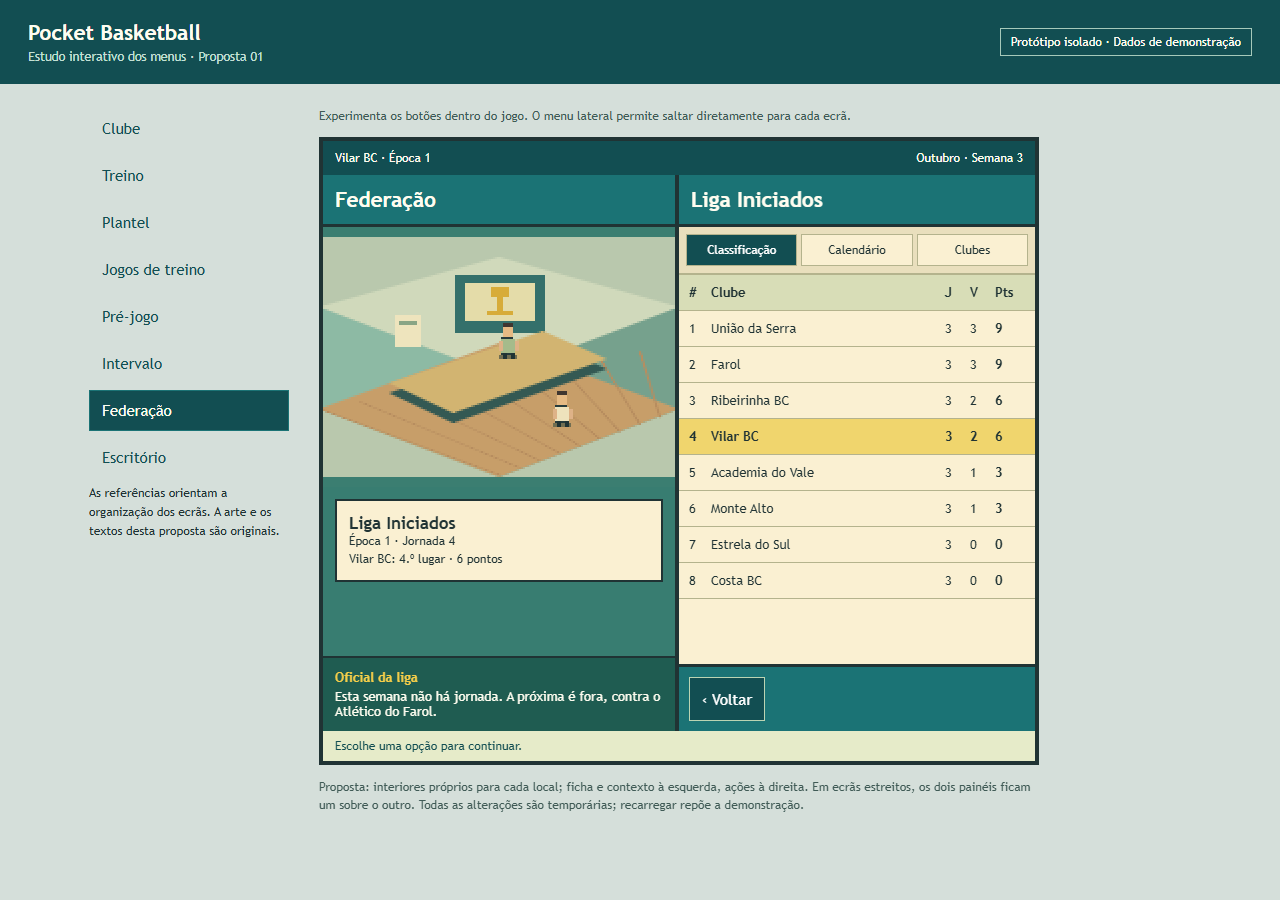 Pocket Basketball
Estudo interativo dos menus · Proposta 01
Protótipo isolado · Dados de demonstração
Clube
Treino
Plantel
Jogos de treino
Pré-jogo
Intervalo
Federação
Escritório
As referências orientam a
organização dos ecrãs. A arte e os
textos desta proposta são originais.
Experimenta os botões dentro do jogo. O menu lateral permite saltar diretamente para cada ecrã.
Vilar BC · Época 1
Outubro · Semana 3
Federação
Liga Iniciados
Época 1 · Jornada 4
Vilar BC: 4.º lugar · 6 pontos
Oficial da liga
Esta semana não há jornada. A próxima é fora, contra o
Atlético do Farol.
Liga Iniciados
Classificação Calendário Clubes
# Clube J V Pts
1 União da Serra 3 3 9
2 Farol 3 3 9
3 Ribeirinha BC 3 2 6
4 Vilar BC 3 2 6
5 Academia do Vale 3 1 3
6 Monte Alto 3 1 3
7 Estrela do Sul 3 0 0
8 Costa BC 3 0 0
‹ Voltar
Escolhe uma opção para continuar.
Proposta: interiores próprios para cada local; ficha e contexto à esquerda, ações à direita. Em ecrãs estreitos, os dois painéis ficam
um sobre o outro. Todas as alterações são temporárias; recarregar repõe a demonstração.